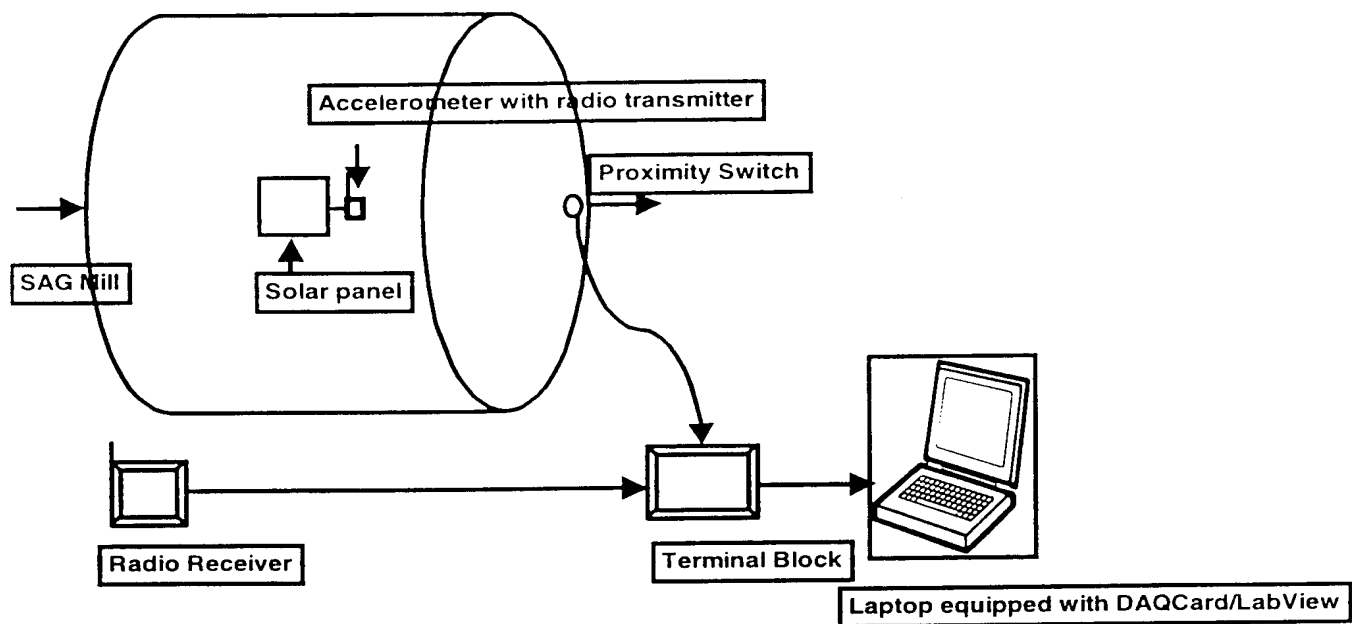 Accelerometer with radio transmitter
Proximity Switch
SAG Mill
Solar panel
Radio Receiver
Terminal Block
Laptop equipped with DAQCard/LabView